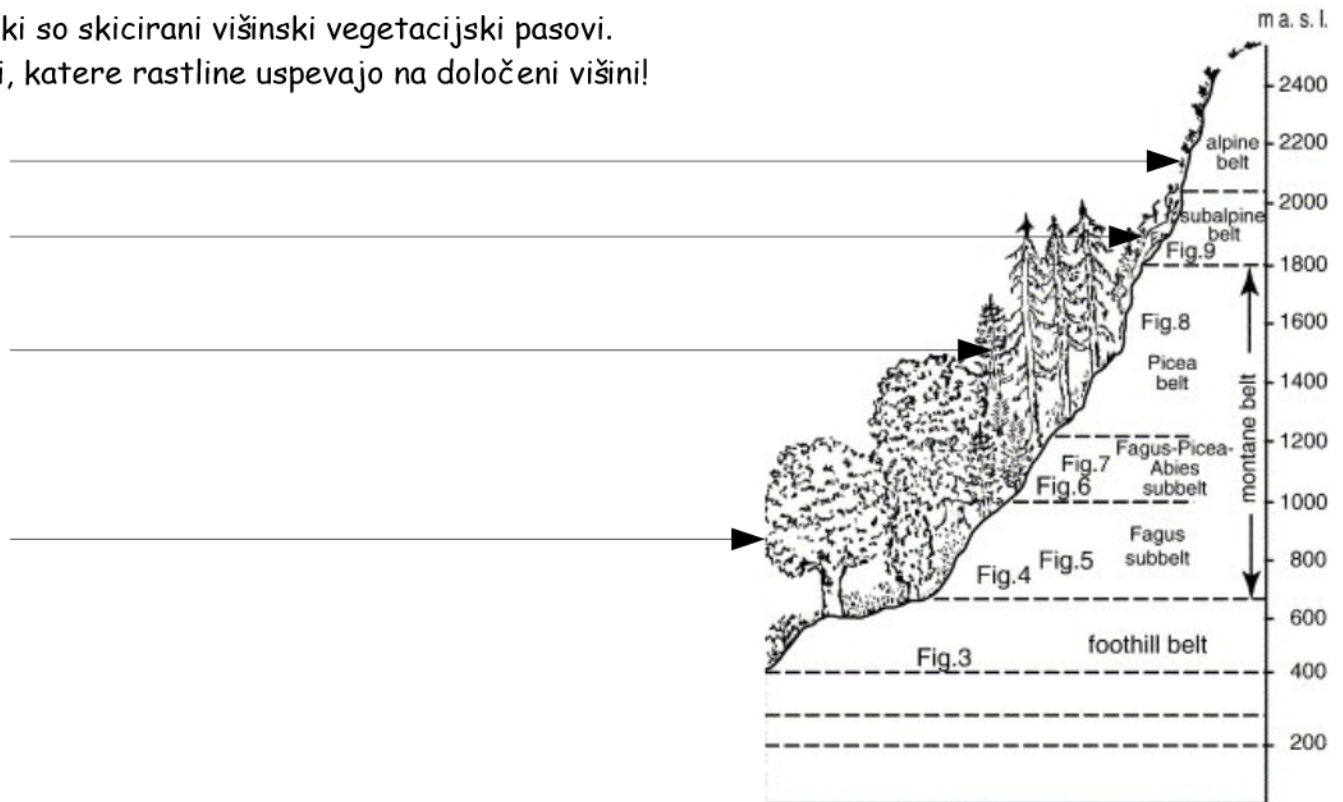 ki so skicirani višinski vegetacijski pasovi.
i, katere rastline uspevajo na določeni višini!
m a. s. l.
2400
2200
alpine
belt
2000
subalpine
belt
Fig.9
1800
Fig.8
1600
Picea
belt
1400
montane belt
1200
Fagus-Picea-
Abies
subbelt
Fig.7
Fig.6
1000
Fagus
subbelt
Fig.5
Fig.4
800
600
foothill belt
Fig.3
400
200